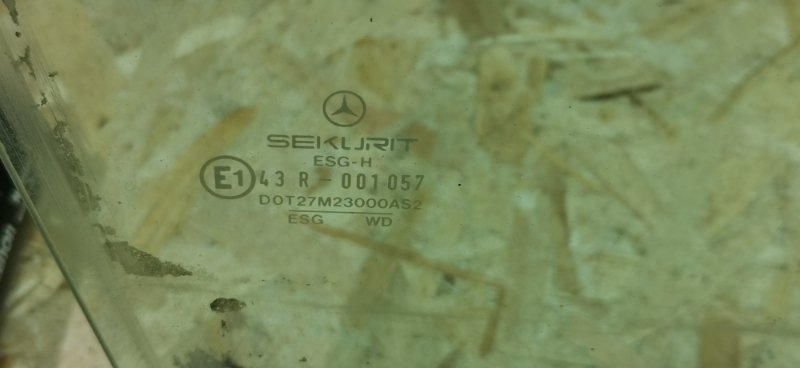 SEKURIT
ESG-H
E1 43 R - 001057
DOT27M23000AS2
ESG WD